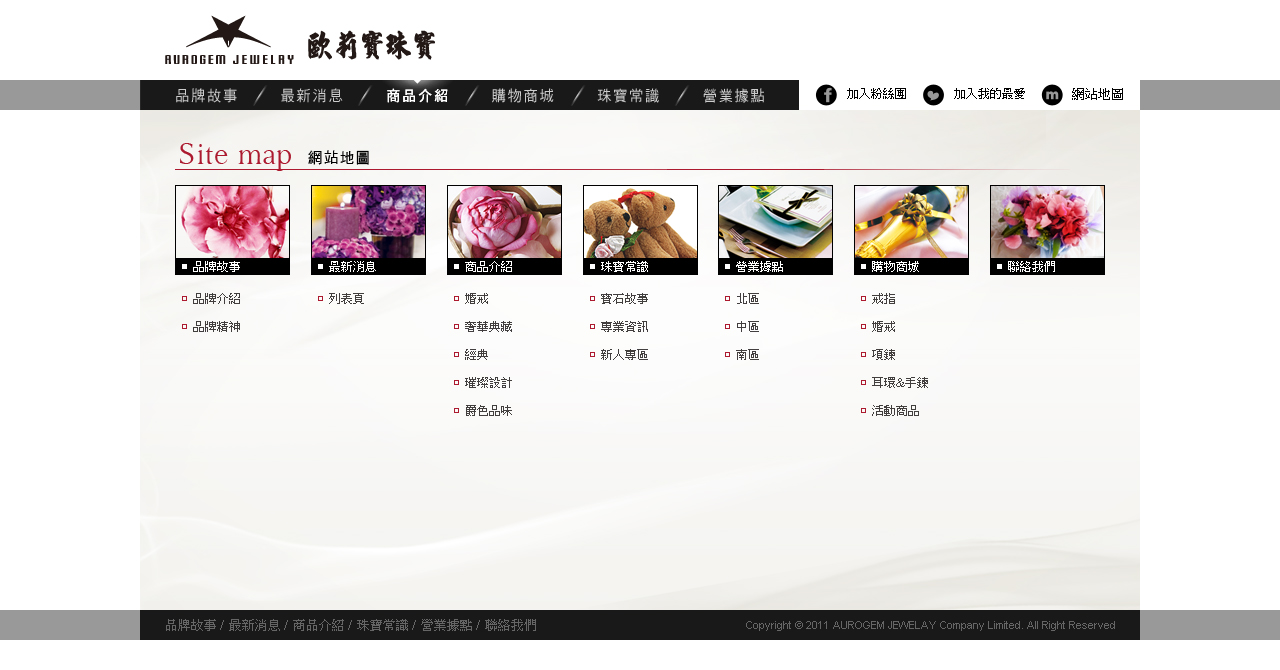 AUROGEM JEWELAY 歐莉寶珠寶
品牌故事 / 最新消息 / 商品介紹 / 購物商城 / 珠寶常識 / 營業據點
加入粉絲團 加入我的最愛 網站地圖
Site map 網站地圖
品牌故事 最新消息 商品介紹 珠寶常識 營業據點 購物商城 聯絡我們
品牌介紹 列表頁 婚戒 寶石故事 北區 戒指
品牌精神 奢華典藏 專業資訊 中區 婚戒
經典 新人專區 南區 項鍊
璀璨設計 耳環&手鍊
爵色品味 活動商品
品牌故事 / 最新消息 / 商品介紹 / 珠寶常識 / 營業據點 / 聯絡我們
Copyright © 2011 AUROGEM JEWELAY Company Limited. All Right Reserved